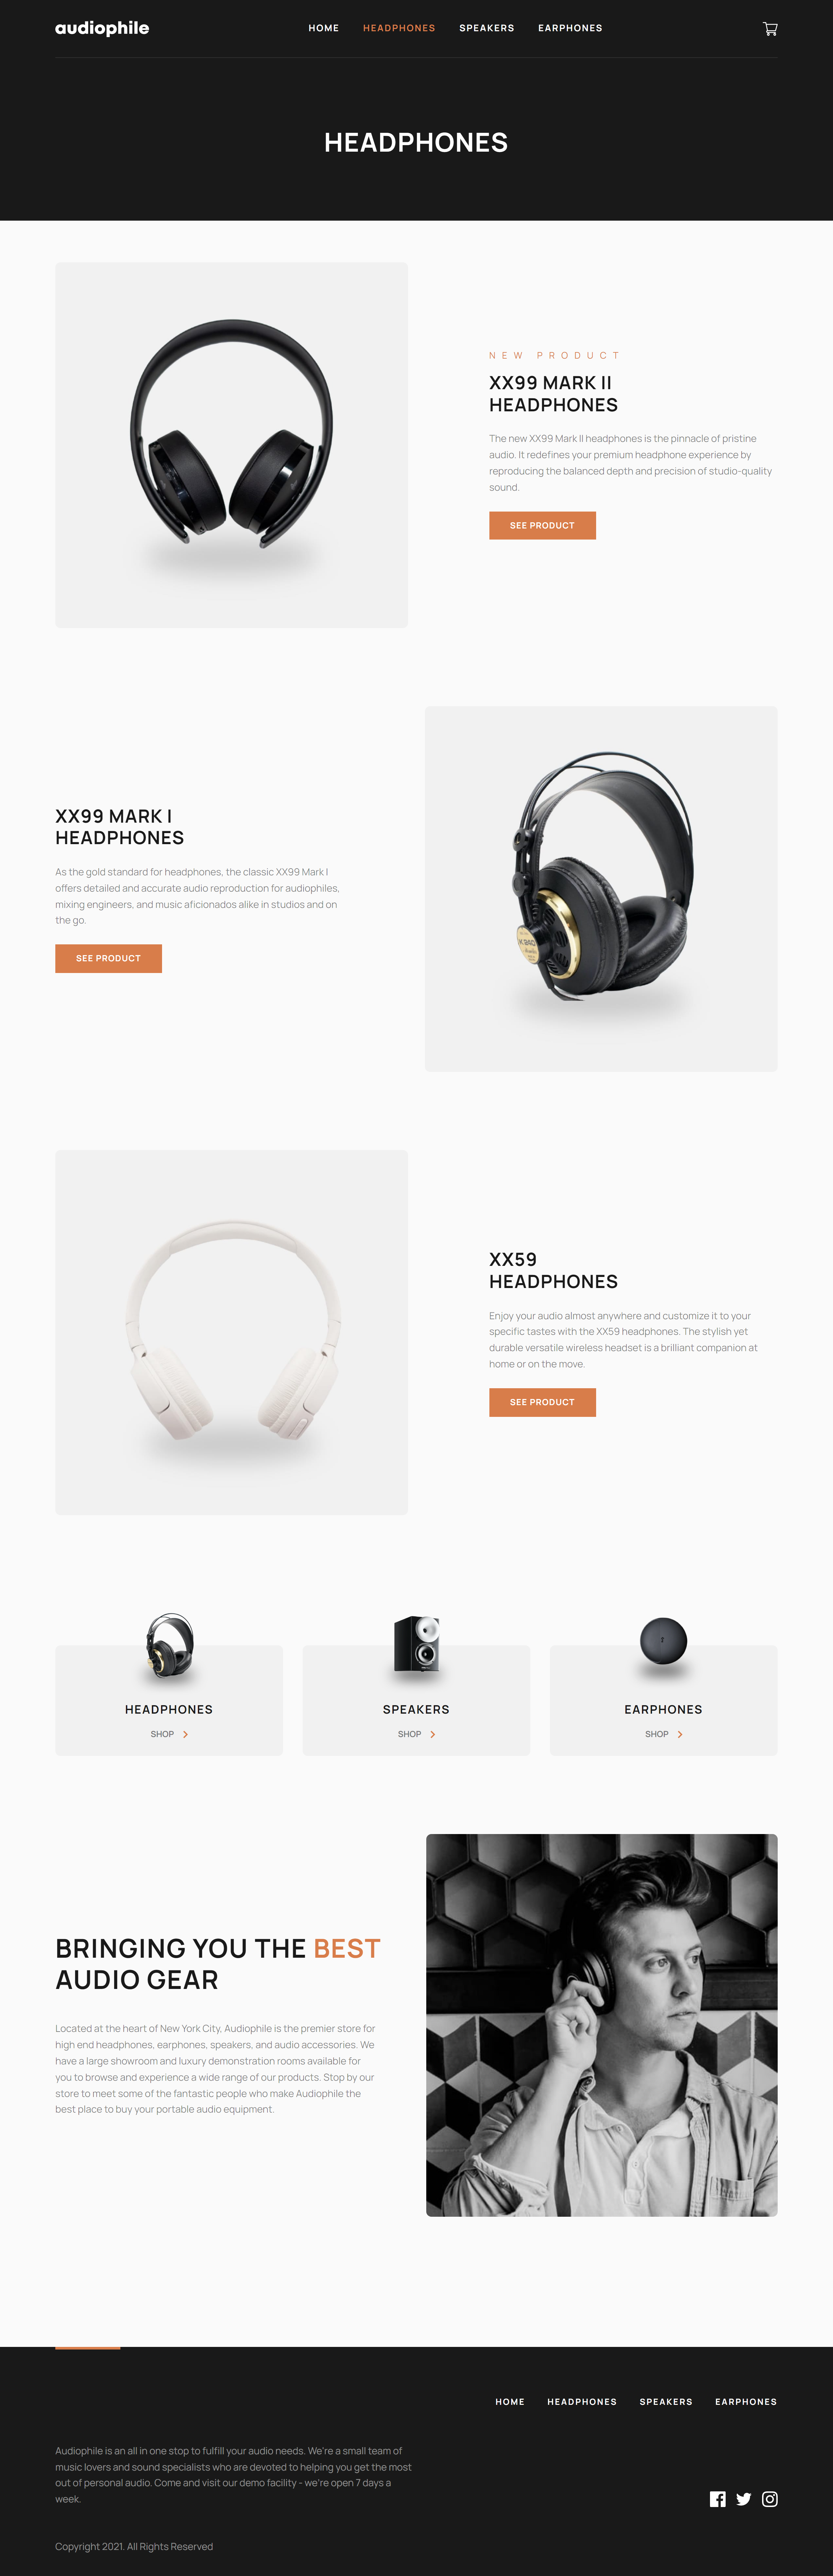 audiophile
HOME HEADPHONES SPEAKERS EARPHONES
HEADPHONES
NEW PRODUCT
XX99 MARK II
HEADPHONES
The new XX99 Mark II headphones is the pinnacle of pristine
audio. It redefines your premium headphone experience by
reproducing the balanced depth and precision of studio-quality
sound.
SEE PRODUCT
XX99 MARK I
HEADPHONES
As the gold standard for headphones, the classic XX99 Mark I
offers detailed and accurate audio reproduction for audiophiles,
mixing engineers, and music aficionados alike in studios and on
the go.
SEE PRODUCT
K 240
XX59
HEADPHONES
Enjoy your audio almost anywhere and customize it to your
specific tastes with the XX59 headphones. The stylish yet
durable versatile wireless headset is a brilliant companion at
home or on the move.
SEE PRODUCT
HEADPHONES
SHOP
SPEAKERS
SHOP
EARPHONES
SHOP
BRINGING YOU THE BEST
AUDIO GEAR
Located at the heart of New York City, Audiophile is the premier store for
high end headphones, earphones, speakers, and audio accessories. We
have a large showroom and luxury demonstration rooms available for
you to browse and experience a wide range of our products. Stop by our
store to meet some of the fantastic people who make Audiophile the
best place to buy your portable audio equipment.
HOME HEADPHONES SPEAKERS EARPHONES
Audiophile is an all in one stop to fulfill your audio needs. We're a small team of
music lovers and sound specialists who are devoted to helping you get the most
out of personal audio. Come and visit our demo facility - we're open 7 days a
week.
Copyright 2021. All Rights Reserved